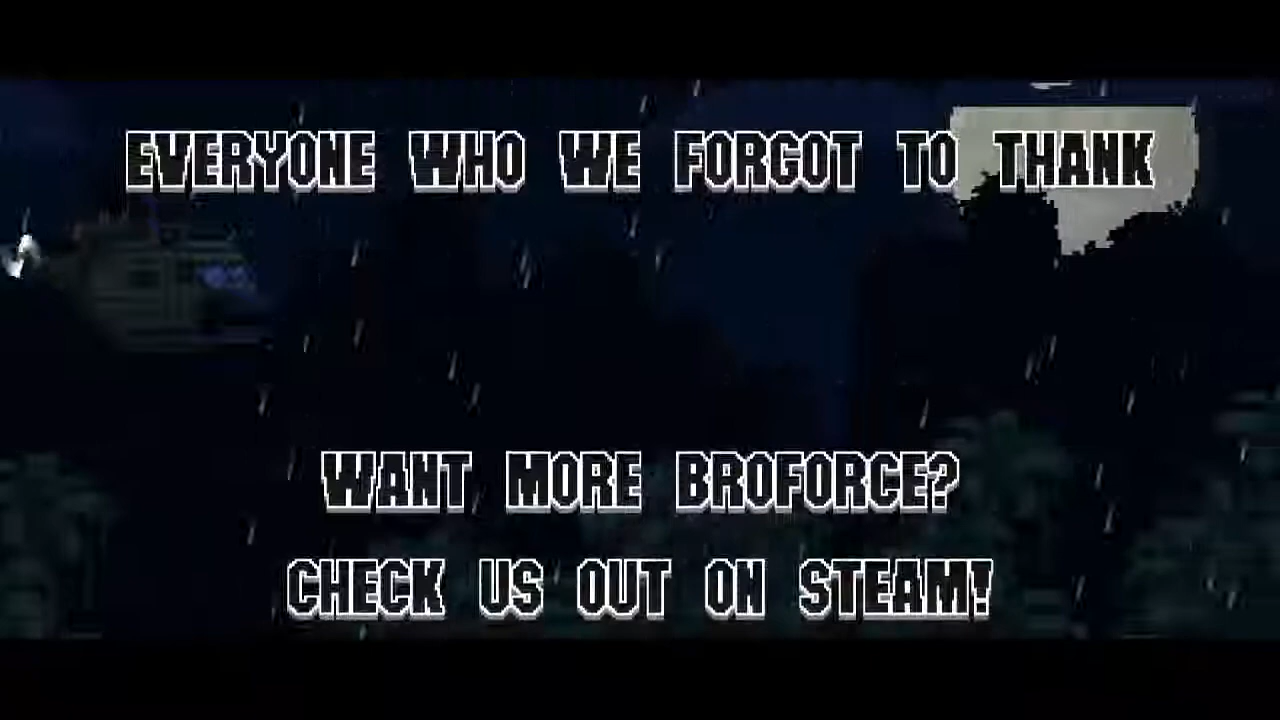 EVERYONE WHO WE FORGOT TO THANK
WANT MORE BROFORCE?
CHECK US OUT ON STEAM!